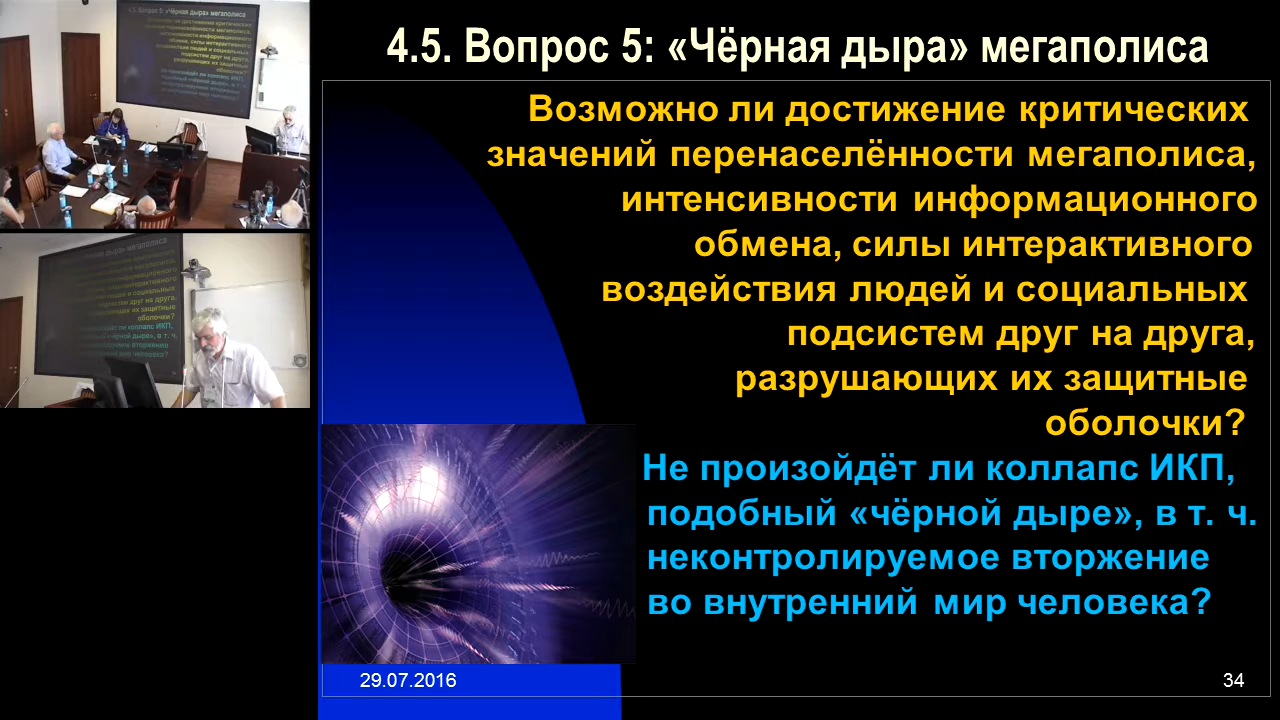 4.5. Вопрос 5: «Чёрная дыра» мегаполиса
Возможно ли достижение критических
значений перенаселённости мегаполиса,
интенсивности информационного
обмена, силы интерактивного
воздействия людей и социальных
подсистем друг на друга,
разрушающих их защитные
оболочки?
Не произойдёт ли коллапс ИКП,
подобный «чёрной дыре», в т. ч.
неконтролируемое вторжение
во внутренний мир человека?
29.07.2016
34